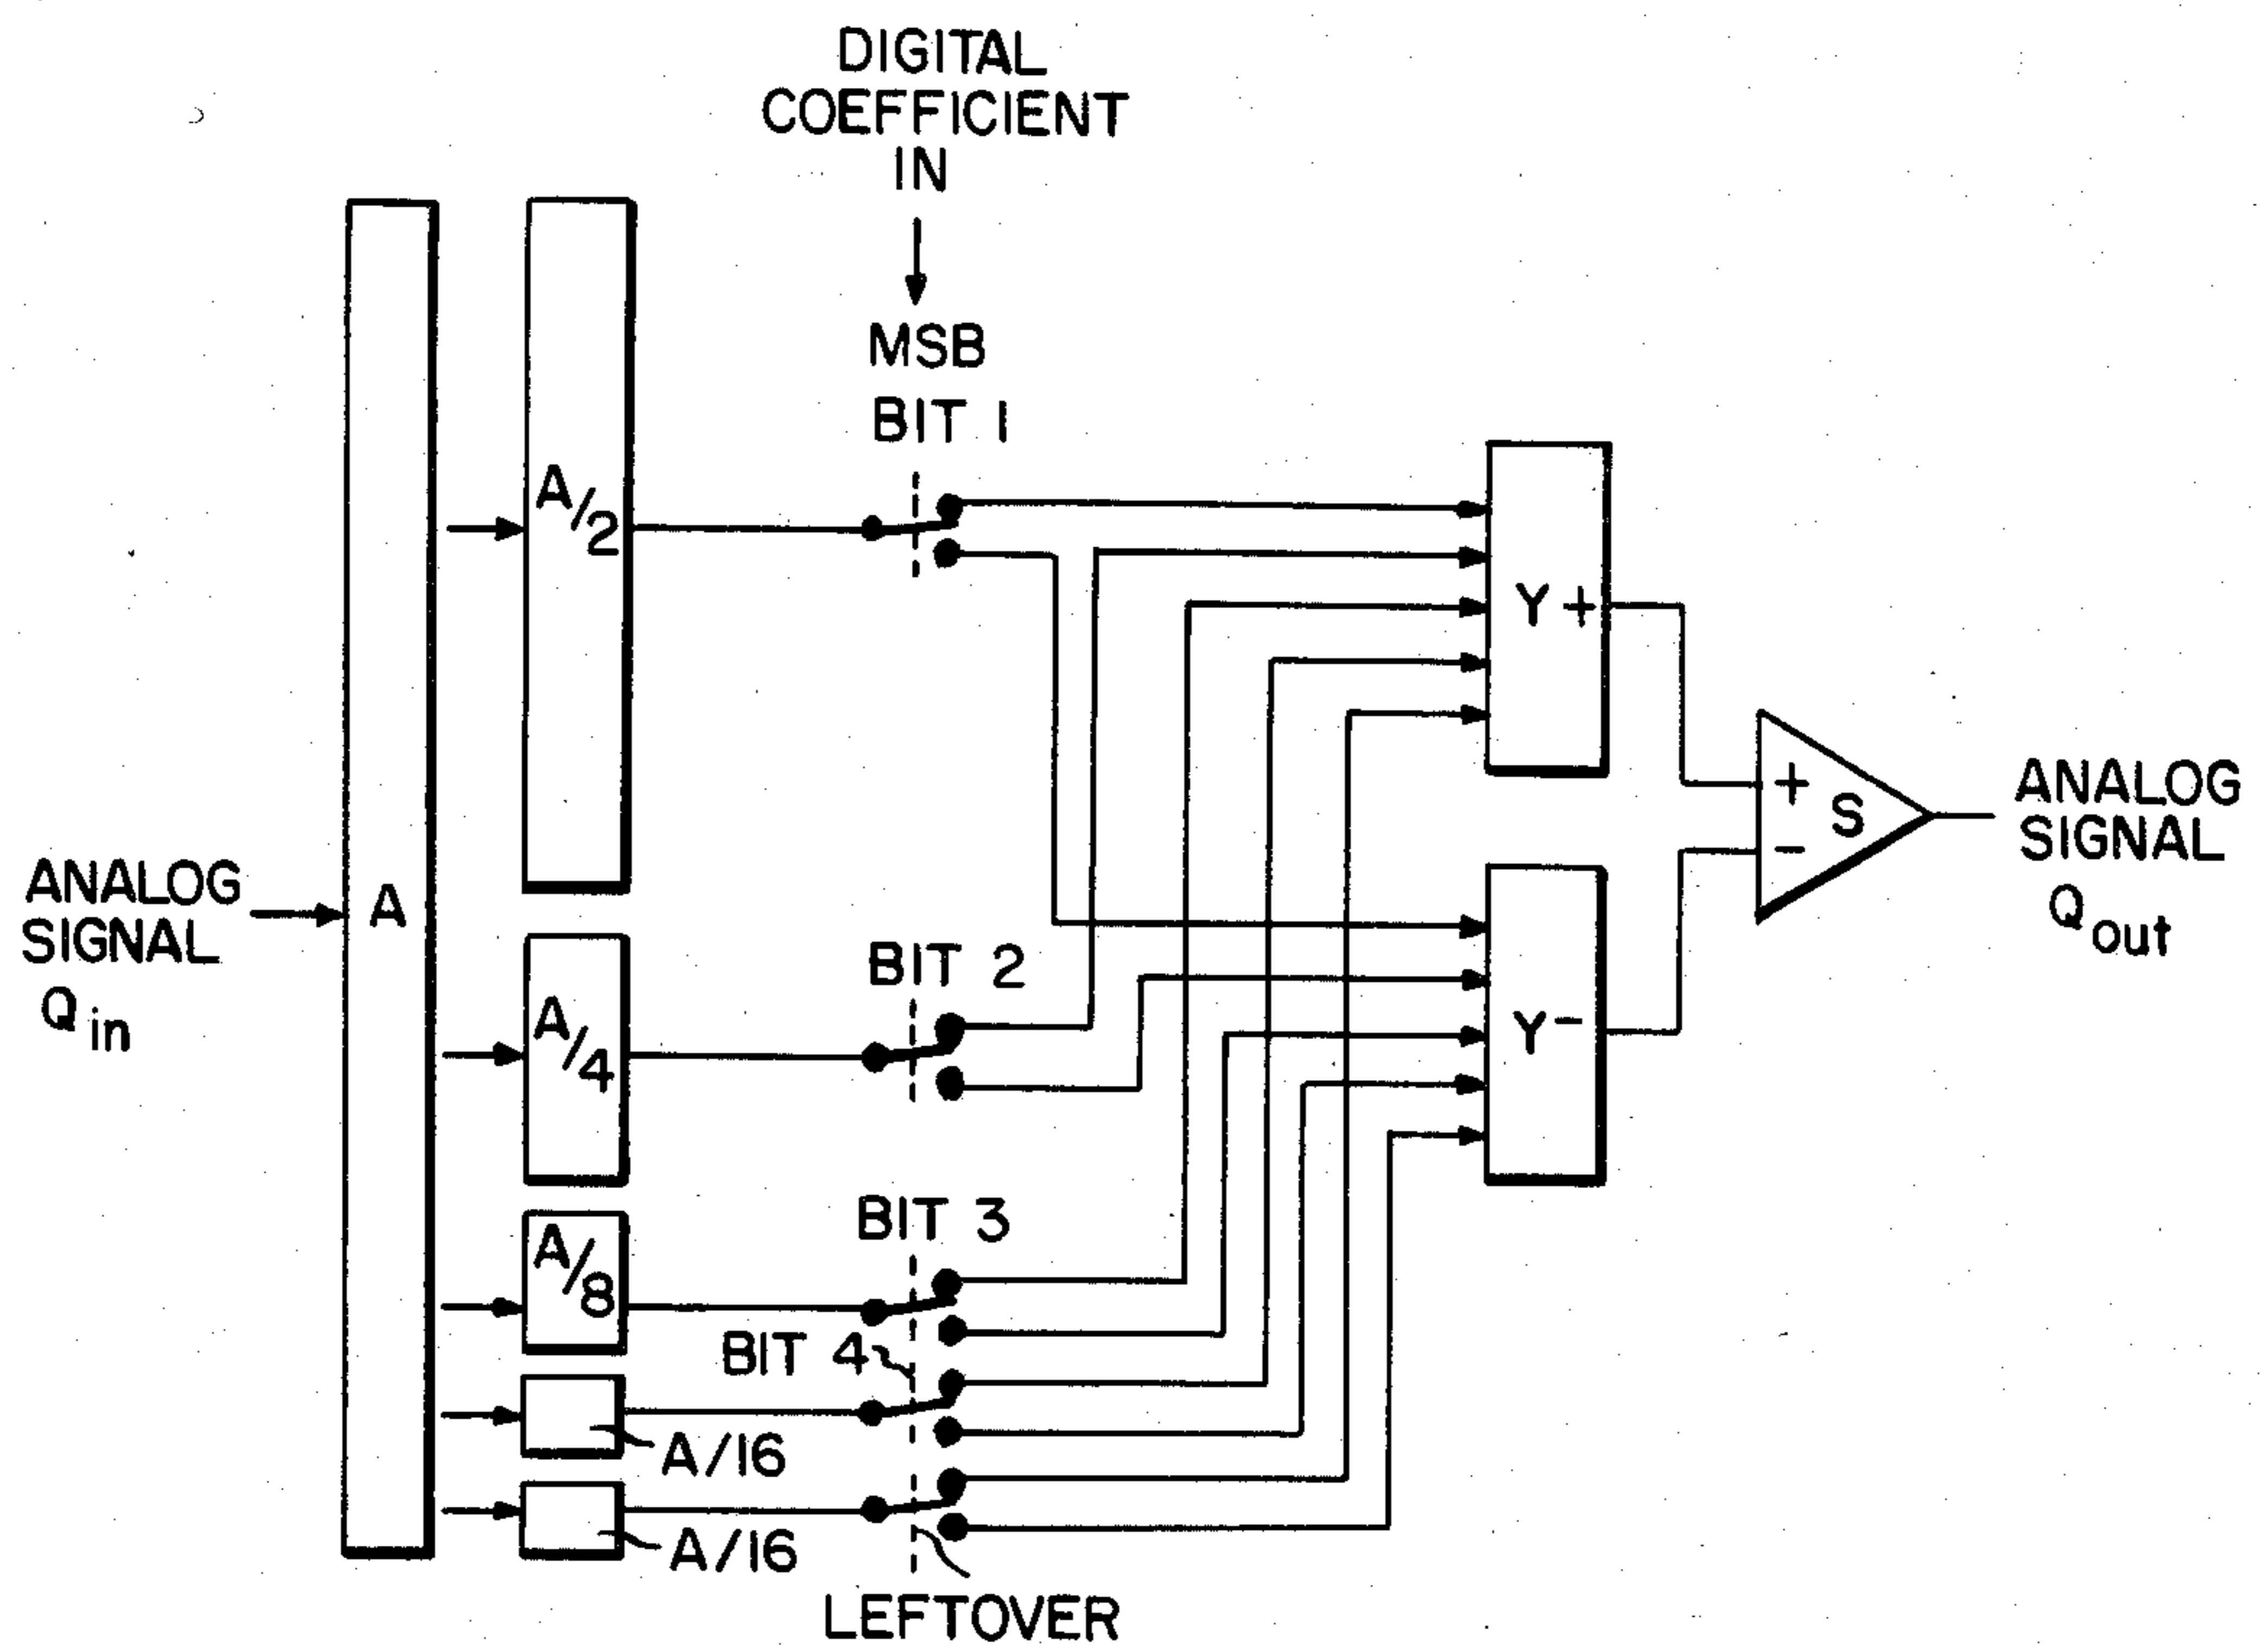 DIGITAL
COEFFICIENT
IN
MSB
BIT 1
A/2
Y +
ANALOG
SIGNAL
Q in
A
+
S
−
ANALOG
SIGNAL
Q out
BIT 2
A/4
Y −
BIT 3
A/8
BIT 4
A/16
A/16
LEFTOVER